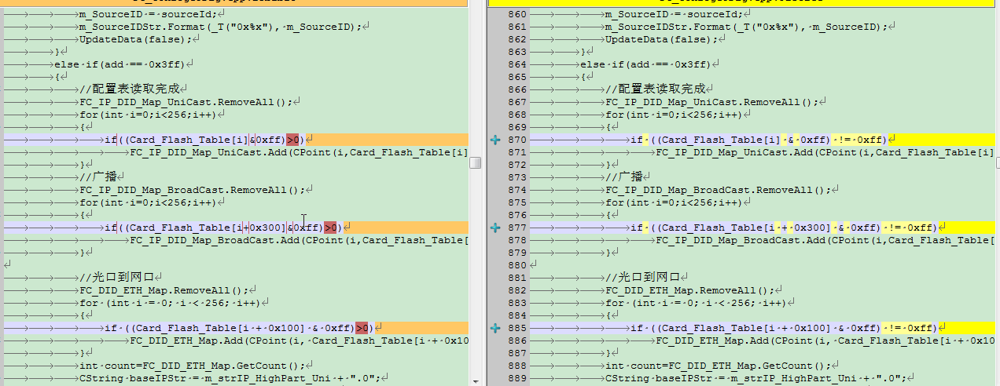 m_SourceID = sourceId;
m_SourceIDStr.Format(_T("0x%x"), m_SourceID);
UpdateData(false);
}
else if(add == 0x3ff)
{
//配置表读取完成
FC_IP_DID_Map_UniCast.RemoveAll();
for(int i=0;i<256;i++)
{
if((Card_Flash_Table[i]&0xff)>0)
FC_IP_DID_Map_UniCast.Add(CPoint(i,Card_Flash_Table[i]
}
//广播
FC_IP_DID_Map_BroadCast.RemoveAll();
for(int i=0;i<256;i++)
{
if((Card_Flash_Table[i+0x300]&0xff)>0)
FC_IP_DID_Map_BroadCast.Add(CPoint(i,Card_Flash_Table[
}
//光口到网口
FC_DID_ETH_Map.RemoveAll();
for (int i = 0; i < 256; i++)
{
if ((Card_Flash_Table[i + 0x100] & 0xff)>0)
FC_DID_ETH_Map.Add(CPoint(i, Card_Flash_Table[i + 0x10
}
int count=FC_DID_ETH_Map.GetCount();
CString baseIPStr = m_strIP_HighPart_Uni + ".0";
860 m_SourceID = sourceId;
861 m_SourceIDStr.Format(_T("0x%x"), m_SourceID);
862 UpdateData(false);
863 }
864 else if(add == 0x3ff)
865 {
866 //配置表读取完成
867 FC_IP_DID_Map_UniCast.RemoveAll();
868 for(int i=0;i<256;i++)
869 {
870 if ((Card_Flash_Table[i] & 0xff) != 0xff)
871 FC_IP_DID_Map_UniCast.Add(CPoint(i,Card_Flash_Table[i]
872 }
873 //广播
874 FC_IP_DID_Map_BroadCast.RemoveAll();
875 for(int i=0;i<256;i++)
876 {
877 if ((Card_Flash_Table[i + 0x300] & 0xff) != 0xff)
878 FC_IP_DID_Map_BroadCast.Add(CPoint(i,Card_Flash_Table[
879 }
880
881 //光口到网口
882 FC_DID_ETH_Map.RemoveAll();
883 for (int i = 0; i < 256; i++)
884 {
885 if ((Card_Flash_Table[i + 0x100] & 0xff) != 0xff)
886 FC_DID_ETH_Map.Add(CPoint(i, Card_Flash_Table[i + 0x10
887 }
888 int count=FC_DID_ETH_Map.GetCount();
889 CString baseIPStr = m_strIP_HighPart_Uni + ".0";